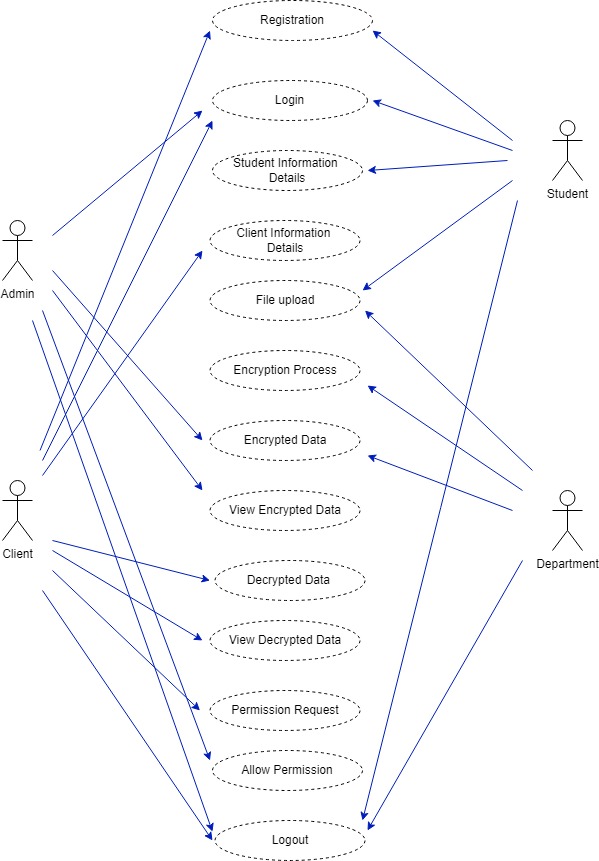 Registration
Login
Student Information
Details
Student
Client Information
Details
Admin
File upload
Encryption Process
Encrypted Data
View Encrypted Data
Client
Department
Decrypted Data
View Decrypted Data
Permission Request
Allow Permission
Logout